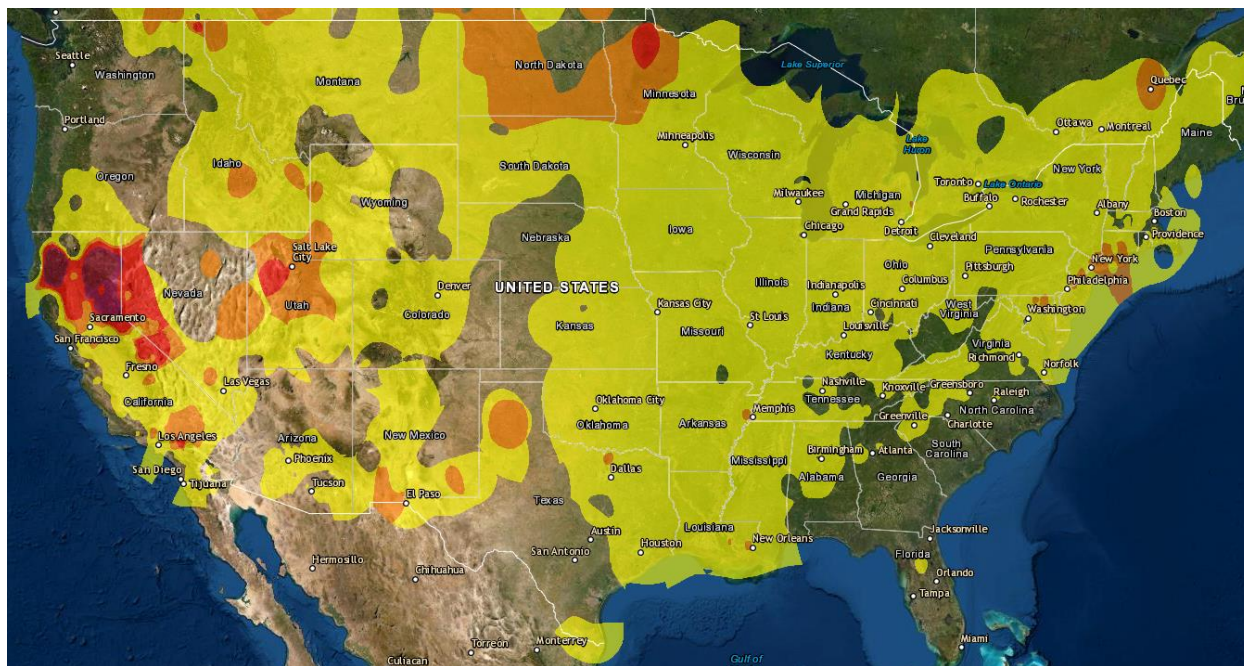 Seattle
Washington
Portland
Oregon
Idaho
Montana
North Dakota
Minnesota
Lake Superior
Quebec
Ottawa
Montreal
Maine
Minneapolis
South Dakota
Wisconsin
Lake
Huron
New York
Toronto
Lake Ontario
Wyoming
Milwaukee
Michigan
Grand Rapids
Buffalo
Rochester
Albany
Boston
Nebraska
Iowa
Chicago
Detroit
Cleveland
Providence
Salt Lake
City
Nevada
Utah
Denver
Colorado
UNITED STATES
Illinois
Indianapolis
Indiana
Ohio
Columbus
Pennsylvania
Pittsburgh
New York
Philadelphia
Sacramento
San Francisco
Kansas
Kansas City
Missouri
St Louis
Cincinnati
Louisville
West
Virginia
Washington
Fresno
California
Las Vegas
Kentucky
Virginia
Richmond
Norfolk
Oklahoma City
Oklahoma
Arkansas
Memphis
Nashville
Tennessee
Knoxville
Greensboro
Raleigh
North Carolina
Greenville
Charlotte
Los Angeles
Arizona
Phoenix
New Mexico
San Diego
Tijuana
Tucson
El Paso
Dallas
Texas
Mississippi
Birmingham
Alabama
Atlanta
Georgia
South
Carolina
Louisiana
Austin
San Antonio
Houston
New Orleans
Jacksonville
Florida
Orlando
Tampa
Miami
Hermosillo
Chihuahua
Torreon
Monterrey
Culiacan
Gulf of